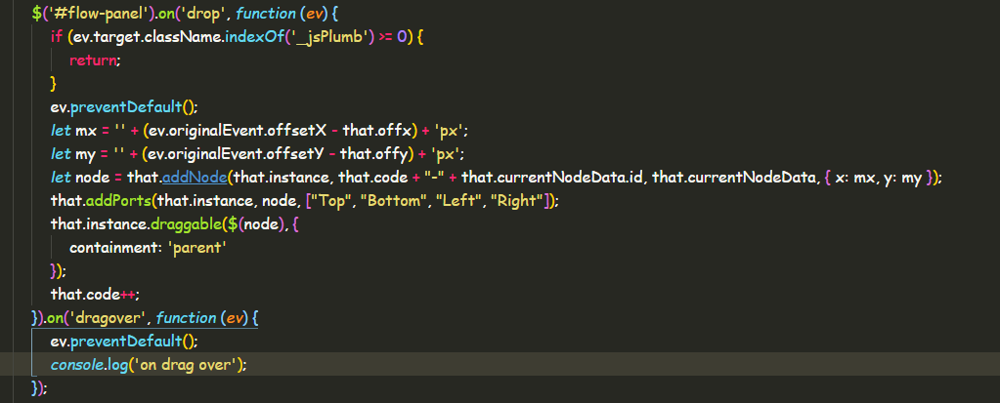 $('#flow-panel').on('drop', function (ev) {
if (ev.target.className.indexOf('_jsPlumb') >= 0) {
return;
}
ev.preventDefault();
let mx = '' + (ev.originalEvent.offsetX - that.offx) + 'px';
let my = '' + (ev.originalEvent.offsetY - that.offy) + 'px';
let node = that.addNode(that.instance, that.code + "-" + that.currentNodeData.id, that.currentNodeData, { x: mx, y: my });
that.addPorts(that.instance, node, ["Top", "Bottom", "Left", "Right"]);
that.instance.draggable($(node), {
containment: 'parent'
});
that.code++;
}).on('dragover', function (ev) {
ev.preventDefault();
console.log('on drag over');
});